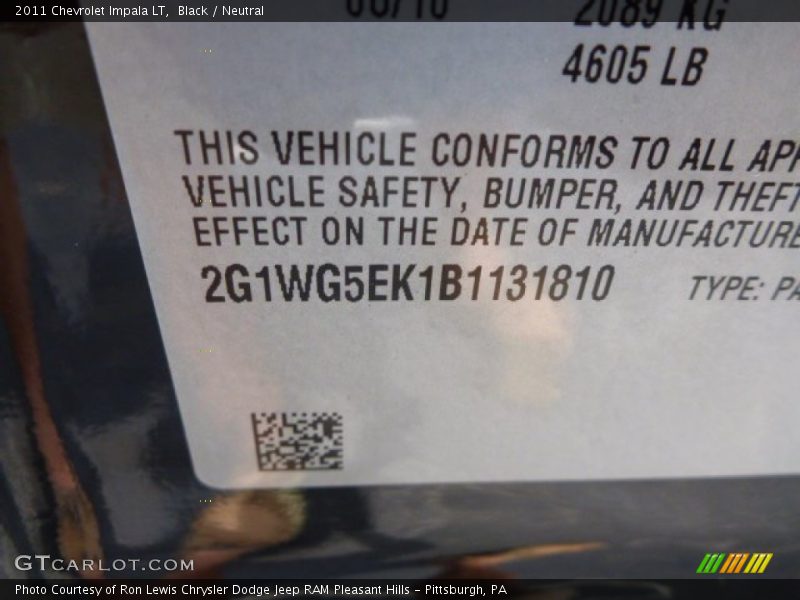 2011 Chevrolet Impala LT, Black / Neutral
2089 KG
4605 LB
THIS VEHICLE CONFORMS TO ALL
VEHICLE SAFETY, BUMPER, AND THEFT
EFFECT ON THE DATE OF MANUFACTURE
2G1WG5EK1B1131810 TYPE: PA
GTCARLOT.COM
Photo Courtesy of Ron Lewis Chrysler Dodge Jeep RAM Pleasant Hills - Pittsburgh, PA